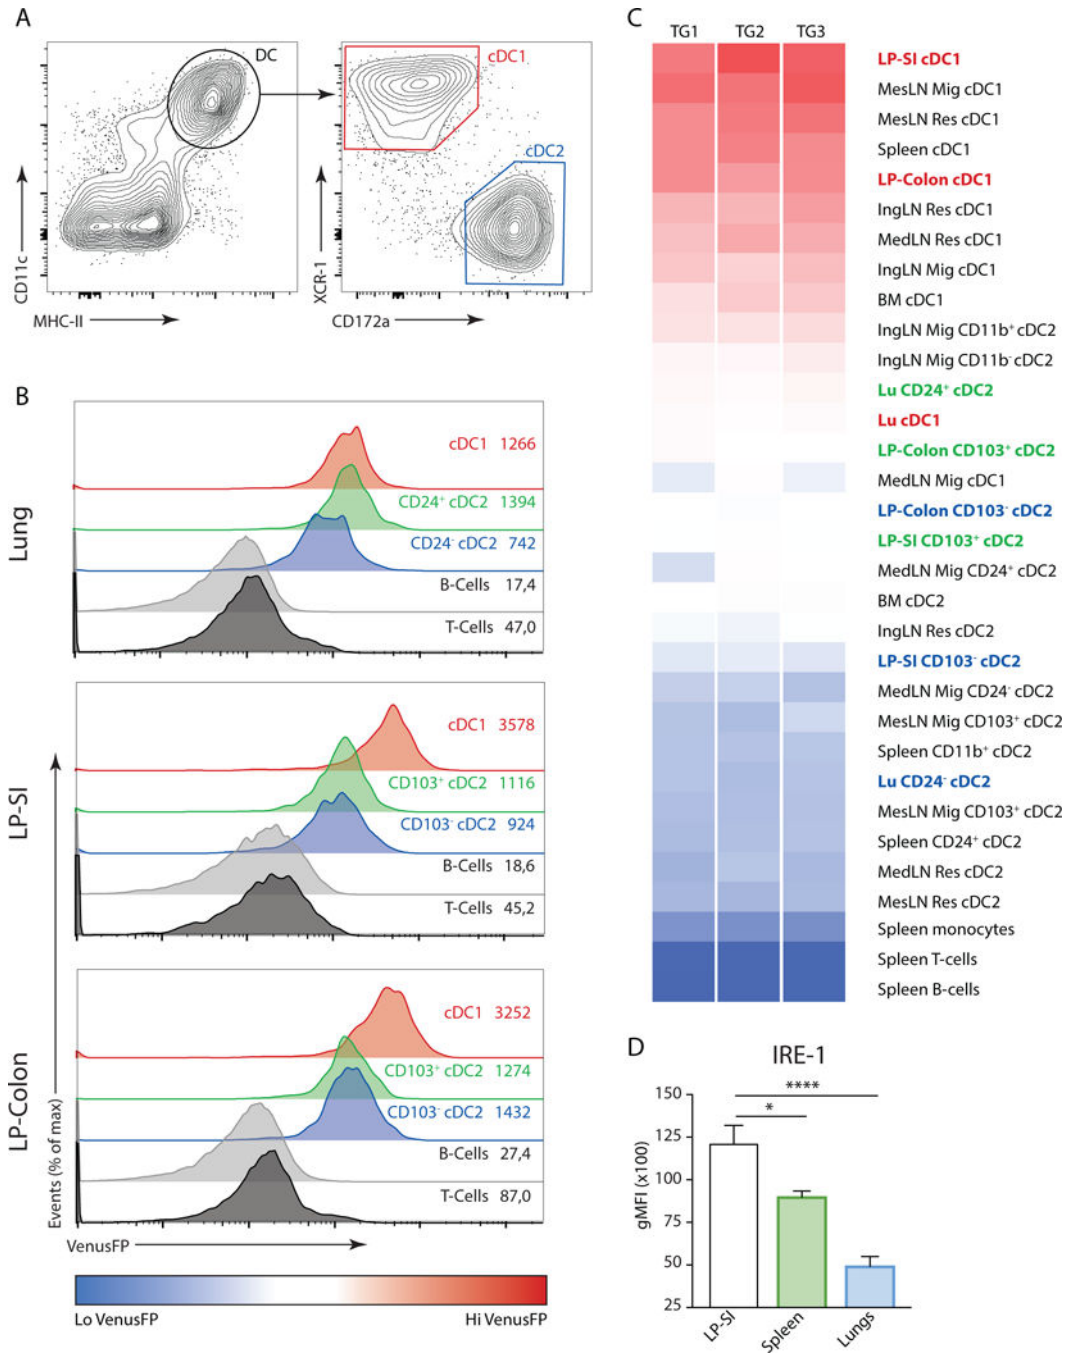 A
DC
cDC1
cDC2
CD11c
MHC-II
XCR-1
CD172a
B
Lung
cDC1 1266
CD24⁺ cDC2 1394
CD24⁻ cDC2 742
B-Cells 17,4
T-Cells 47,0
LP-SI
cDC1 3578
CD103⁺ cDC2 1116
CD103⁻ cDC2 924
B-Cells 18,6
T-Cells 45,2
LP-Colon
cDC1 3252
CD103⁺ cDC2 1274
CD103⁻ cDC2 1432
B-Cells 27,4
T-Cells 87,0
Events (% of max)
VenusFP
Lo VenusFP Hi VenusFP
C
TG1 TG2 TG3
LP-SI cDC1
MesLN Mig cDC1
MesLN Res cDC1
Spleen cDC1
LP-Colon cDC1
IngLN Res cDC1
MedLN Res cDC1
IngLN Mig cDC1
BM cDC1
IngLN Mig CD11b⁺ cDC2
IngLN Mig CD11b⁻ cDC2
Lu CD24⁺ cDC2
Lu cDC1
LP-Colon CD103⁺ cDC2
MedLN Mig cDC1
LP-Colon CD103⁻ cDC2
LP-SI CD103⁺ cDC2
MedLN Mig CD24⁺ cDC2
BM cDC2
IngLN Res cDC2
LP-SI CD103⁻ cDC2
MedLN Mig CD24⁻ cDC2
MesLN Mig CD103⁺ cDC2
Spleen CD11b⁺ cDC2
Lu CD24⁻ cDC2
MesLN Mig CD103⁺ cDC2
Spleen CD24⁺ cDC2
MedLN Res cDC2
MesLN Res cDC2
Spleen monocytes
Spleen T-cells
Spleen B-cells
D
IRE-1
****
*
150
125
100
75
50
25
gMFI (x100)
LP-SI
Spleen
Lungs